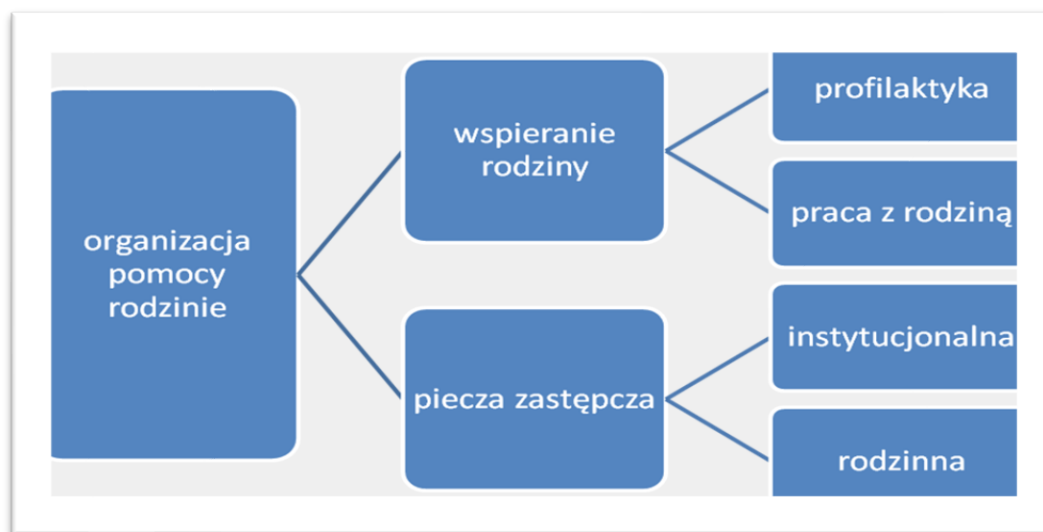 organizacja
pomocy
rodzinie
wspieranie
rodziny
profilaktyka
praca z rodziną
piecza zastępcza
instytucjonalna
rodzinna